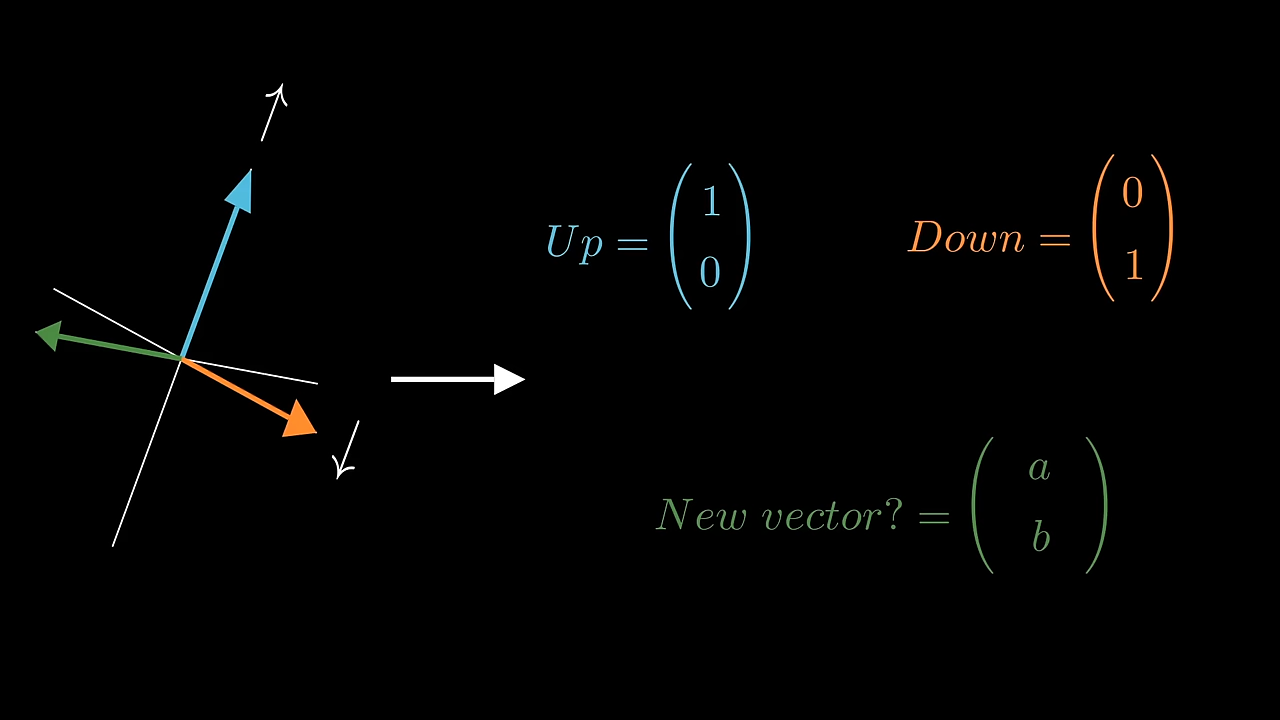 Up = (1 0)
Down = (0 1)
New vector? = (a b)